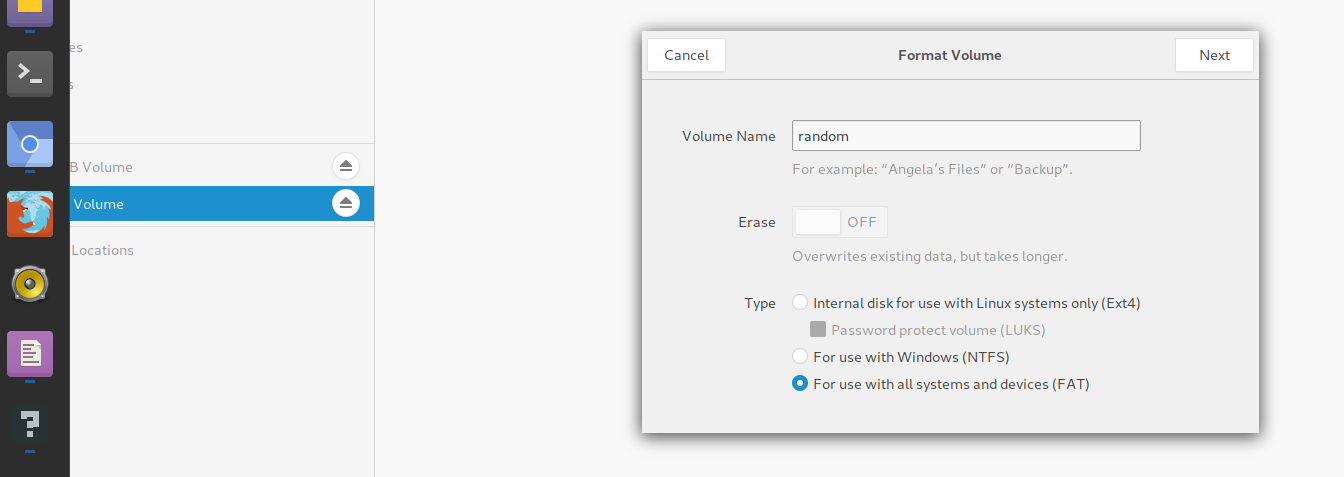 es
s
B Volume
Volume
Locations
Cancel
Format Volume
Next
Volume Name
random
For example: “Angela’s Files” or “Backup”.
Erase
OFF
Overwrites existing data, but takes longer.
Type
Internal disk for use with Linux systems only (Ext4)
Password protect volume (LUKS)
For use with Windows (NTFS)
For use with all systems and devices (FAT)